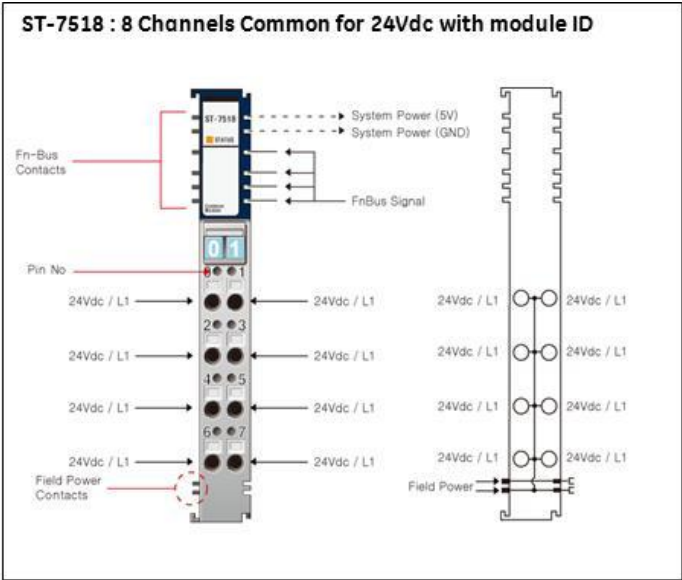 ST-7518 : 8 Channels Common for 24Vdc with module ID
ST-7518
STATUS
Common
Module
System Power (5V)
System Power (GND)
Fn-Bus
Contacts
FnBus Signal
0 1
Pin No
0 1
24Vdc / L1 24Vdc / L1 24Vdc / L1 24Vdc / L1
2 3
24Vdc / L1 24Vdc / L1 24Vdc / L1 24Vdc / L1
4 5
24Vdc / L1 24Vdc / L1 24Vdc / L1 24Vdc / L1
6 7
24Vdc / L1 24Vdc / L1 24Vdc / L1 24Vdc / L1
Field Power
Contacts
Field Power